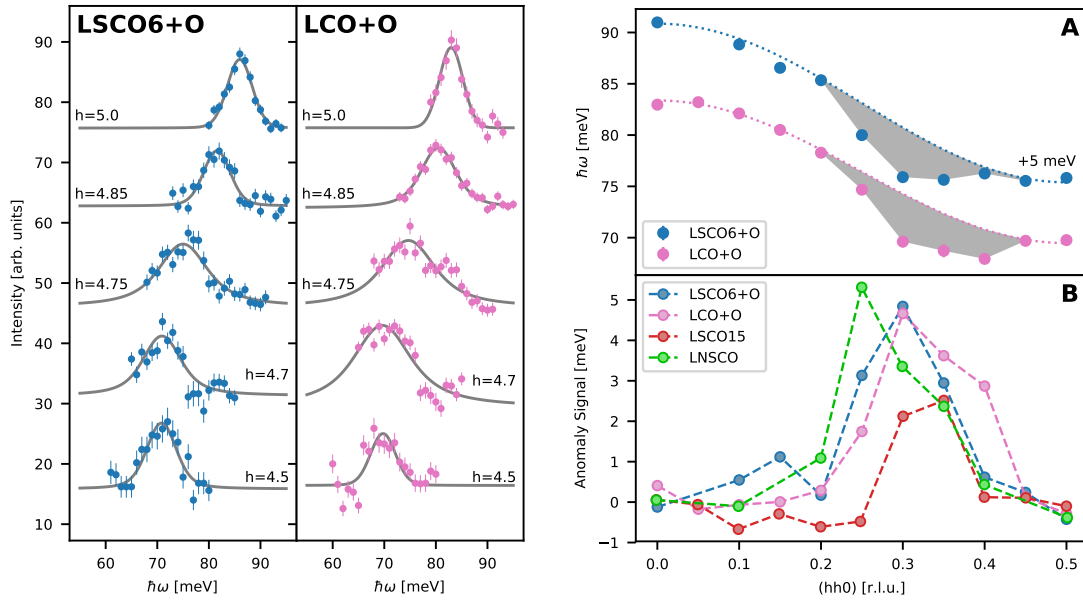 LSCO6+O
LCO+O
90
80
70
60
50
40
30
20
10
Intensity [arb. units]
h=5.0
h=4.85
h=4.75
h=4.7
h=4.5
h=5.0
h=4.85
h=4.75
h=4.7
h=4.5
60 70 80 90
60 70 80 90
ħω [meV]
ħω [meV]
A
90
85
80
75
70
ħω [meV]
+5 meV
LSCO6+O
LCO+O
B
5
4
3
2
1
0
−1
Anomaly Signal [meV]
LSCO6+O
LCO+O
LSCO15
LNSCO
0.0 0.1 0.2 0.3 0.4 0.5
(hh0) [r.l.u.]